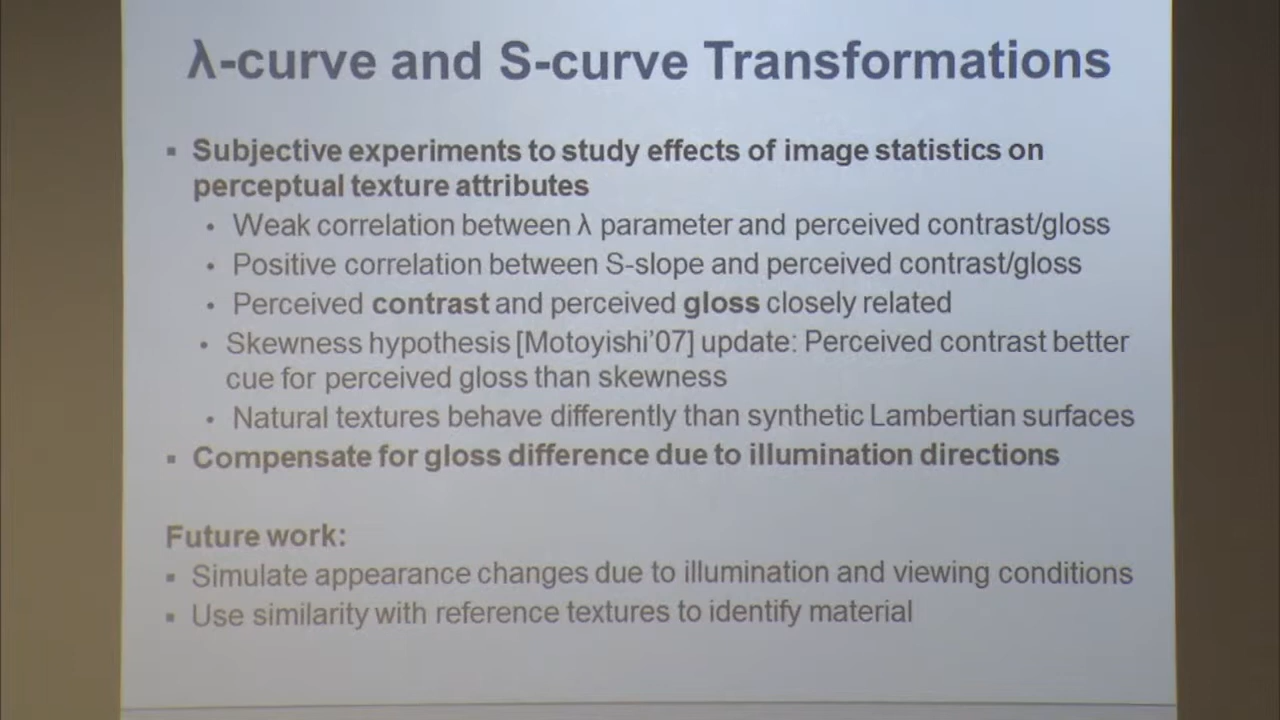 λ-curve and S-curve Transformations
▪ Subjective experiments to study effects of image statistics on
perceptual texture attributes
• Weak correlation between λ parameter and perceived contrast/gloss
• Positive correlation between S-slope and perceived contrast/gloss
• Perceived contrast and perceived gloss closely related
• Skewness hypothesis [Motoyishi'07] update: Perceived contrast better
cue for perceived gloss than skewness
• Natural textures behave differently than synthetic Lambertian surfaces
▪ Compensate for gloss difference due to illumination directions
Future work:
▪ Simulate appearance changes due to illumination and viewing conditions
▪ Use similarity with reference textures to identify material